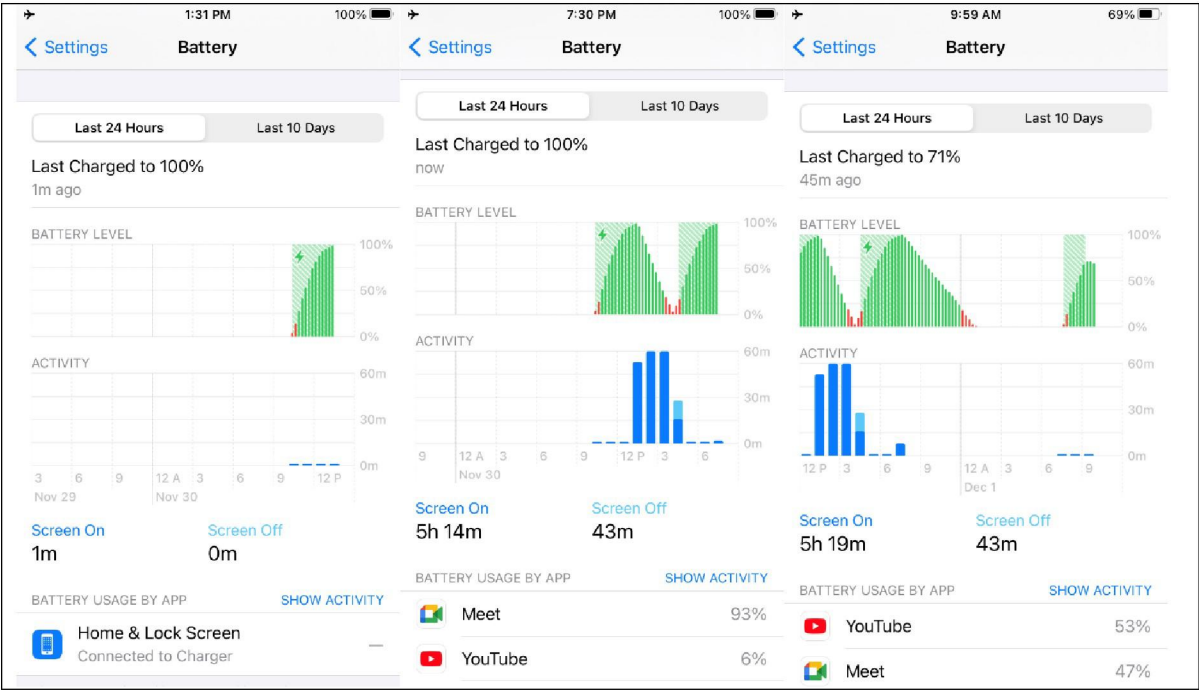 1:31 PM 100%
Settings Battery
Last 24 Hours Last 10 Days
Last Charged to 100%
1m ago
BATTERY LEVEL
100%
50%
0%
ACTIVITY
60m
30m
0m
3 6 9 12 A 3 6 9 12 P
Nov 29 Nov 30
Screen On Screen Off
1m 0m
BATTERY USAGE BY APP SHOW ACTIVITY
Home & Lock Screen
Connected to Charger —
7:30 PM 100%
Settings Battery
Last 24 Hours Last 10 Days
Last Charged to 100%
now
BATTERY LEVEL
100%
50%
0%
ACTIVITY
60m
30m
0m
9 12 A 3 6 9 12 P 3 6
Nov 30
Screen On Screen Off
5h 14m 43m
BATTERY USAGE BY APP SHOW ACTIVITY
Meet 93%
YouTube 6%
9:59 AM 69%
Settings Battery
Last 24 Hours Last 10 Days
Last Charged to 71%
45m ago
BATTERY LEVEL
100%
50%
0%
ACTIVITY
60m
30m
0m
12 P 3 6 9 12 A 3 6 9
Dec 1
Screen On Screen Off
5h 19m 43m
BATTERY USAGE BY APP SHOW ACTIVITY
YouTube 53%
Meet 47%